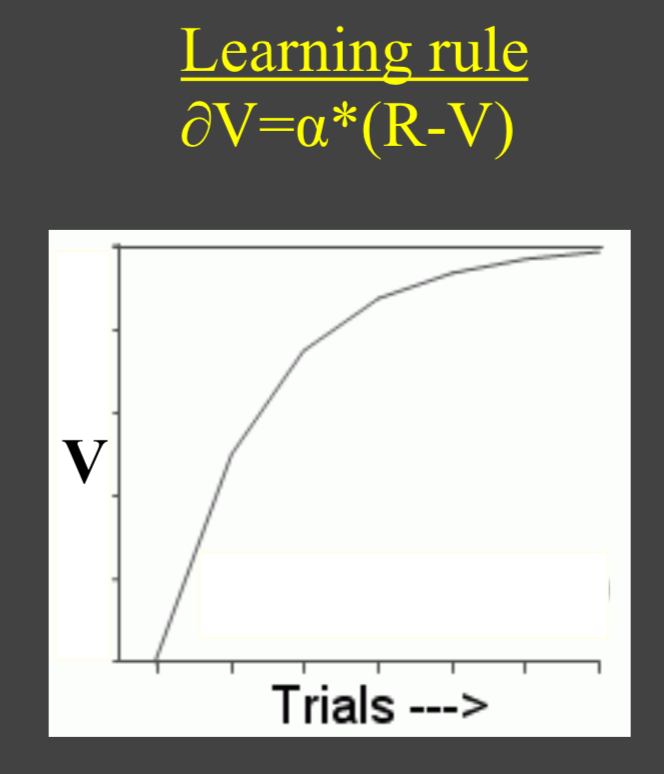 Learning rule
∂V=α*(R-V)
V
Trials --->